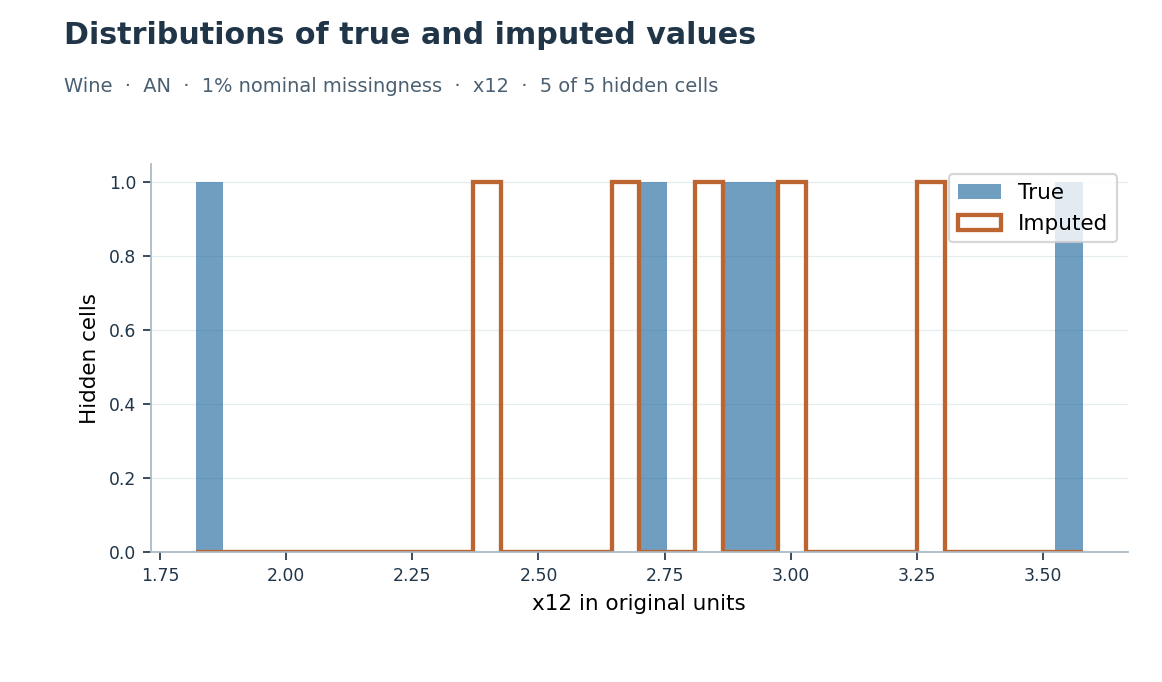 Distributions of true and imputed values
Wine · AN · 1% nominal missingness · x12 · 5 of 5 hidden cells
True
Imputed
Hidden cells
1.0
0.8
0.6
0.4
0.2
0.0
1.75 2.00 2.25 2.50 2.75 3.00 3.25 3.50
x12 in original units